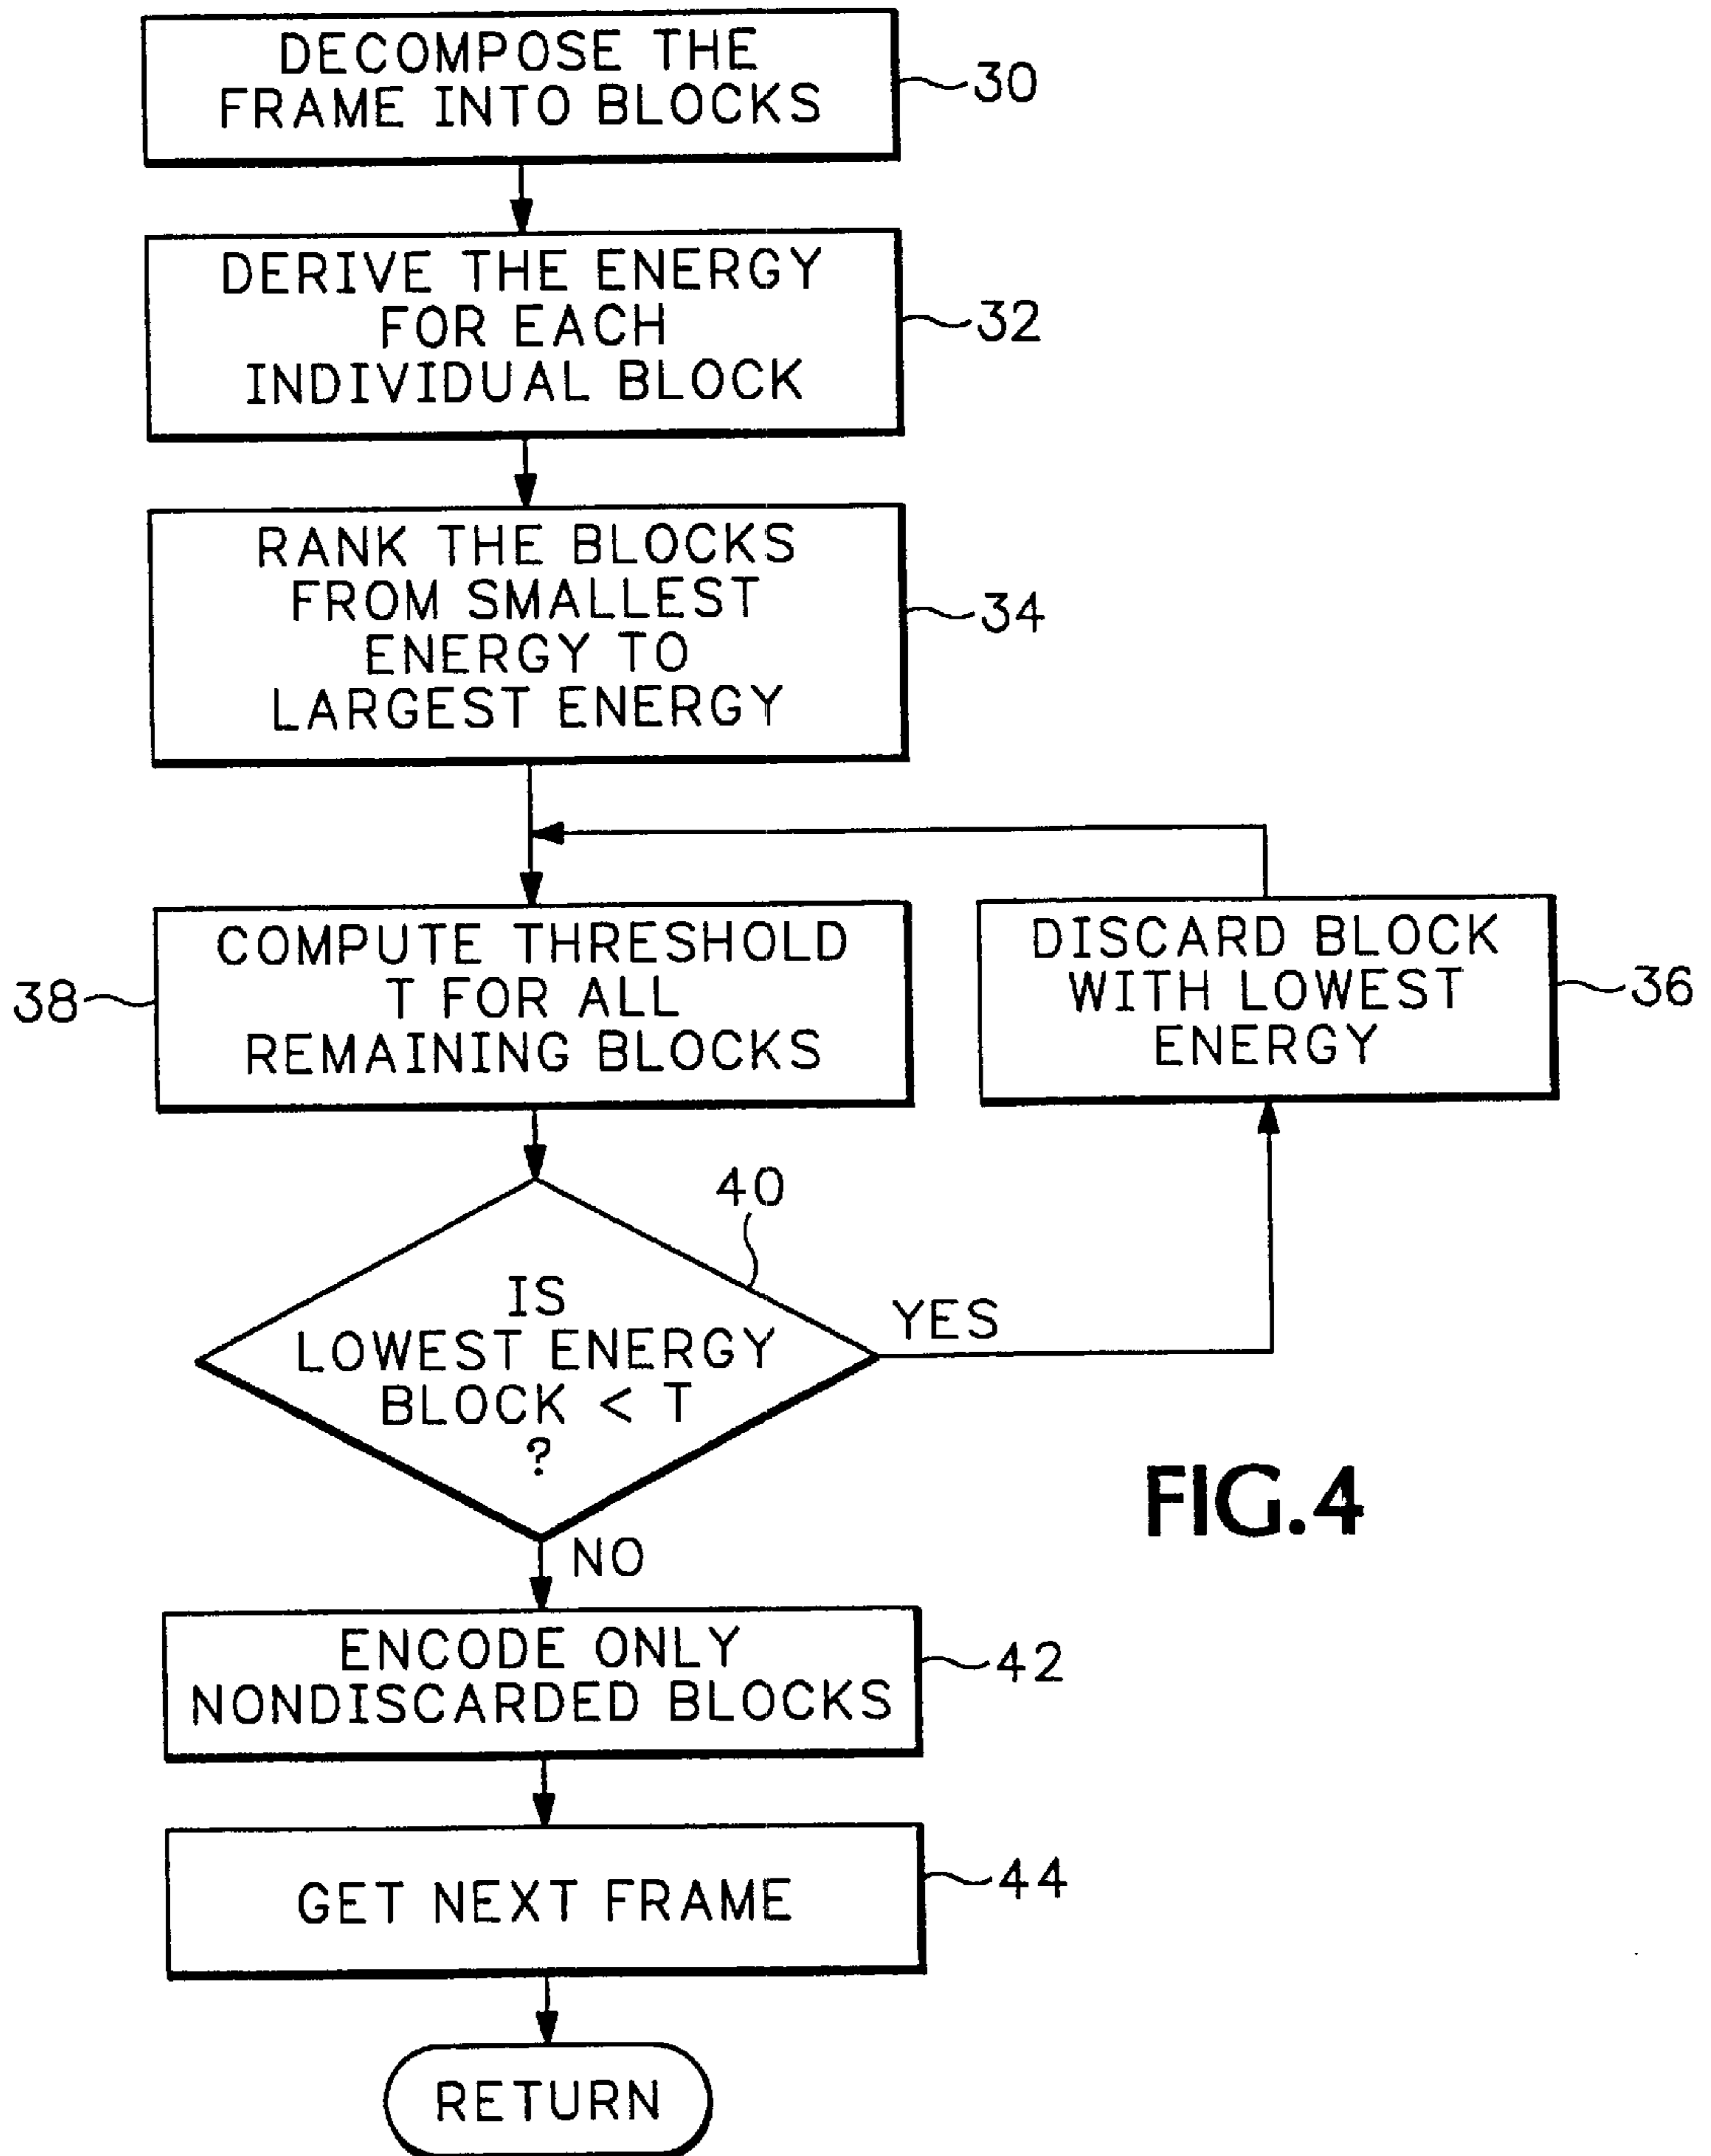 DECOMPOSE THE
FRAME INTO BLOCKS
30
DERIVE THE ENERGY
FOR EACH
INDIVIDUAL BLOCK
32
RANK THE BLOCKS
FROM SMALLEST
ENERGY TO
LARGEST ENERGY
34
38
COMPUTE THRESHOLD
T FOR ALL
REMAINING BLOCKS
DISCARD BLOCK
WITH LOWEST
ENERGY
36
40
IS
LOWEST ENERGY
BLOCK < T
?
YES
NO
FIG.4
ENCODE ONLY
NONDISCARDED BLOCKS
42
GET NEXT FRAME
44
RETURN